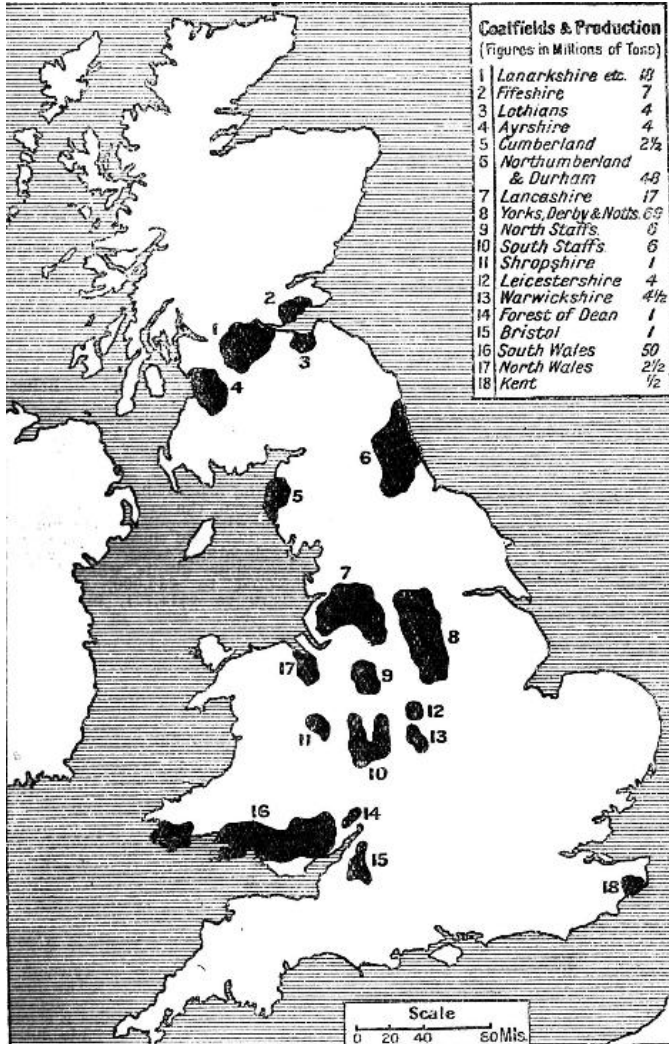 Coalfields & Production
(Figures in Millions of Tons)
1 Lanarkshire etc. 18
2 Fifeshire 7
3 Lothians 4
4 Ayrshire 4
5 Cumberland 2½
6 Northumberland
& Durham 48
7 Lancashire 17
8 Yorks, Derby & Notts. 69
9 North Staffs. 6
10 South Staffs. 6
11 Shropshire 1
12 Leicestershire 4
13 Warwickshire 4½
14 Forest of Dean 1
15 Bristol 1
16 South Wales 50
17 North Wales 2½
18 Kent ½
2
1
3
4
6
5
7
8
17
9
12
11
13
10
16
14
15
18
Scale
0 20 40 80 Mls.